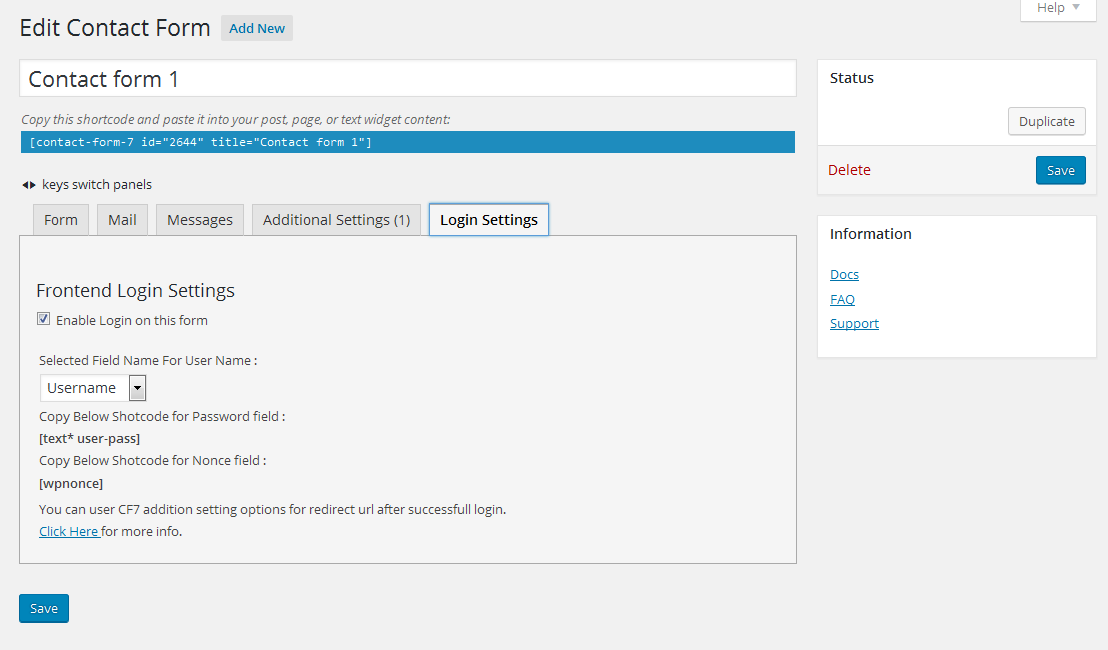 Help
Edit Contact Form Add New
Contact form 1
Copy this shortcode and paste it into your post, page, or text widget content:
[contact-form-7 id="2644" title="Contact form 1"]
keys switch panels
Form Mail Messages Additional Settings (1) Login Settings
Frontend Login Settings
Enable Login on this form
Selected Field Name For User Name :
Username
Copy Below Shotcode for Password field :
[text* user-pass]
Copy Below Shotcode for Nonce field :
[wpnonce]
You can user CF7 addition setting options for redirect url after successfull login.
Click Here for more info.
Save
Status
Duplicate
Delete Save
Information
Docs
FAQ
Support